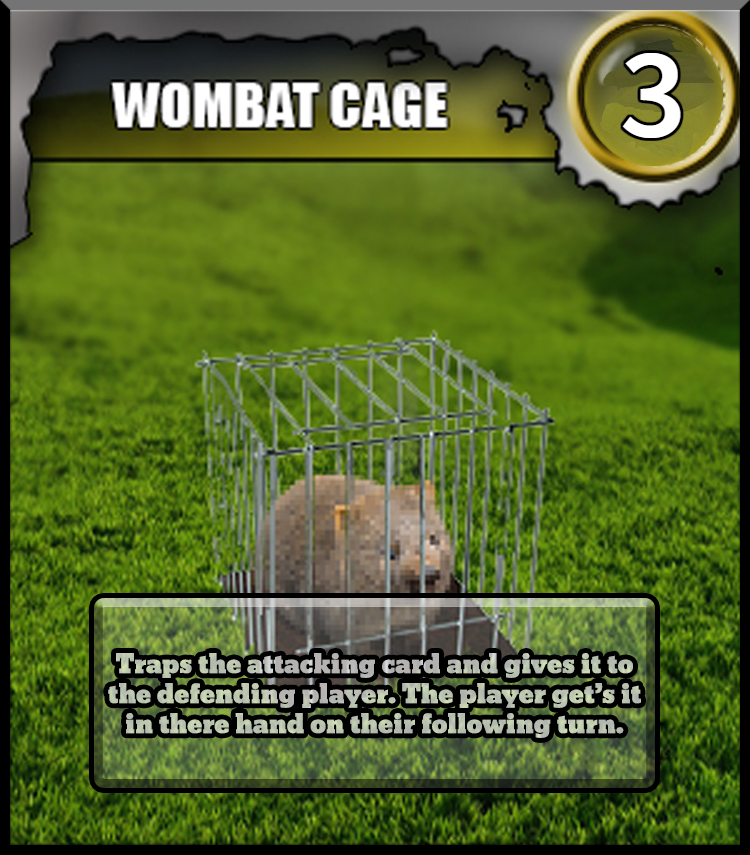 WOMBAT CAGE
3
Traps the attacking card and gives it to
the defending player. The player get's it
in there hand on their following turn.